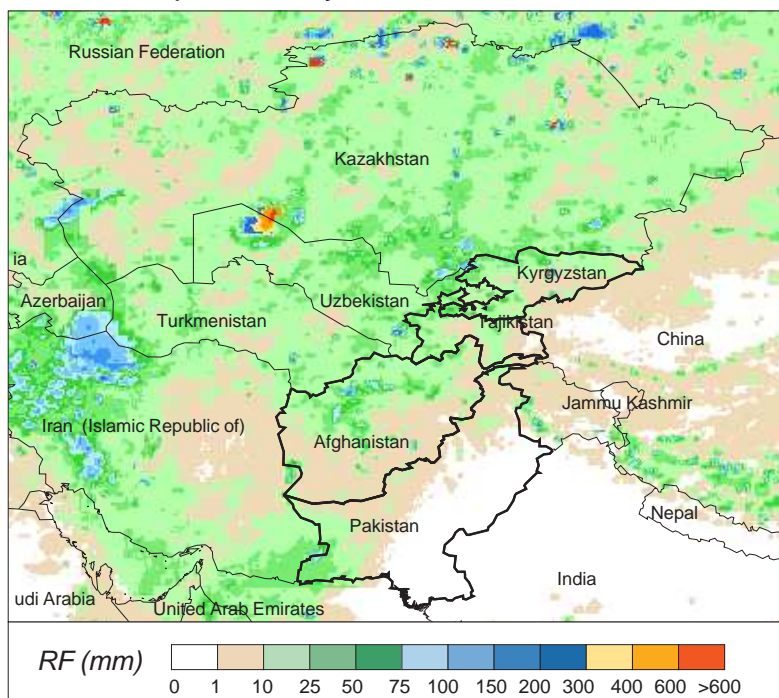 Russian Federation
Kazakhstan
ia
Azerbaijan
Turkmenistan
Uzbekistan
Kyrgyzstan
Tajikistan
China
Iran (Islamic Republic of)
Afghanistan
Jammu Kashmir
Pakistan
Nepal
India
udi Arabia
United Arab Emirates
RF (mm)
0 1 10 25 50 75 100 150 200 300 400 600 >600